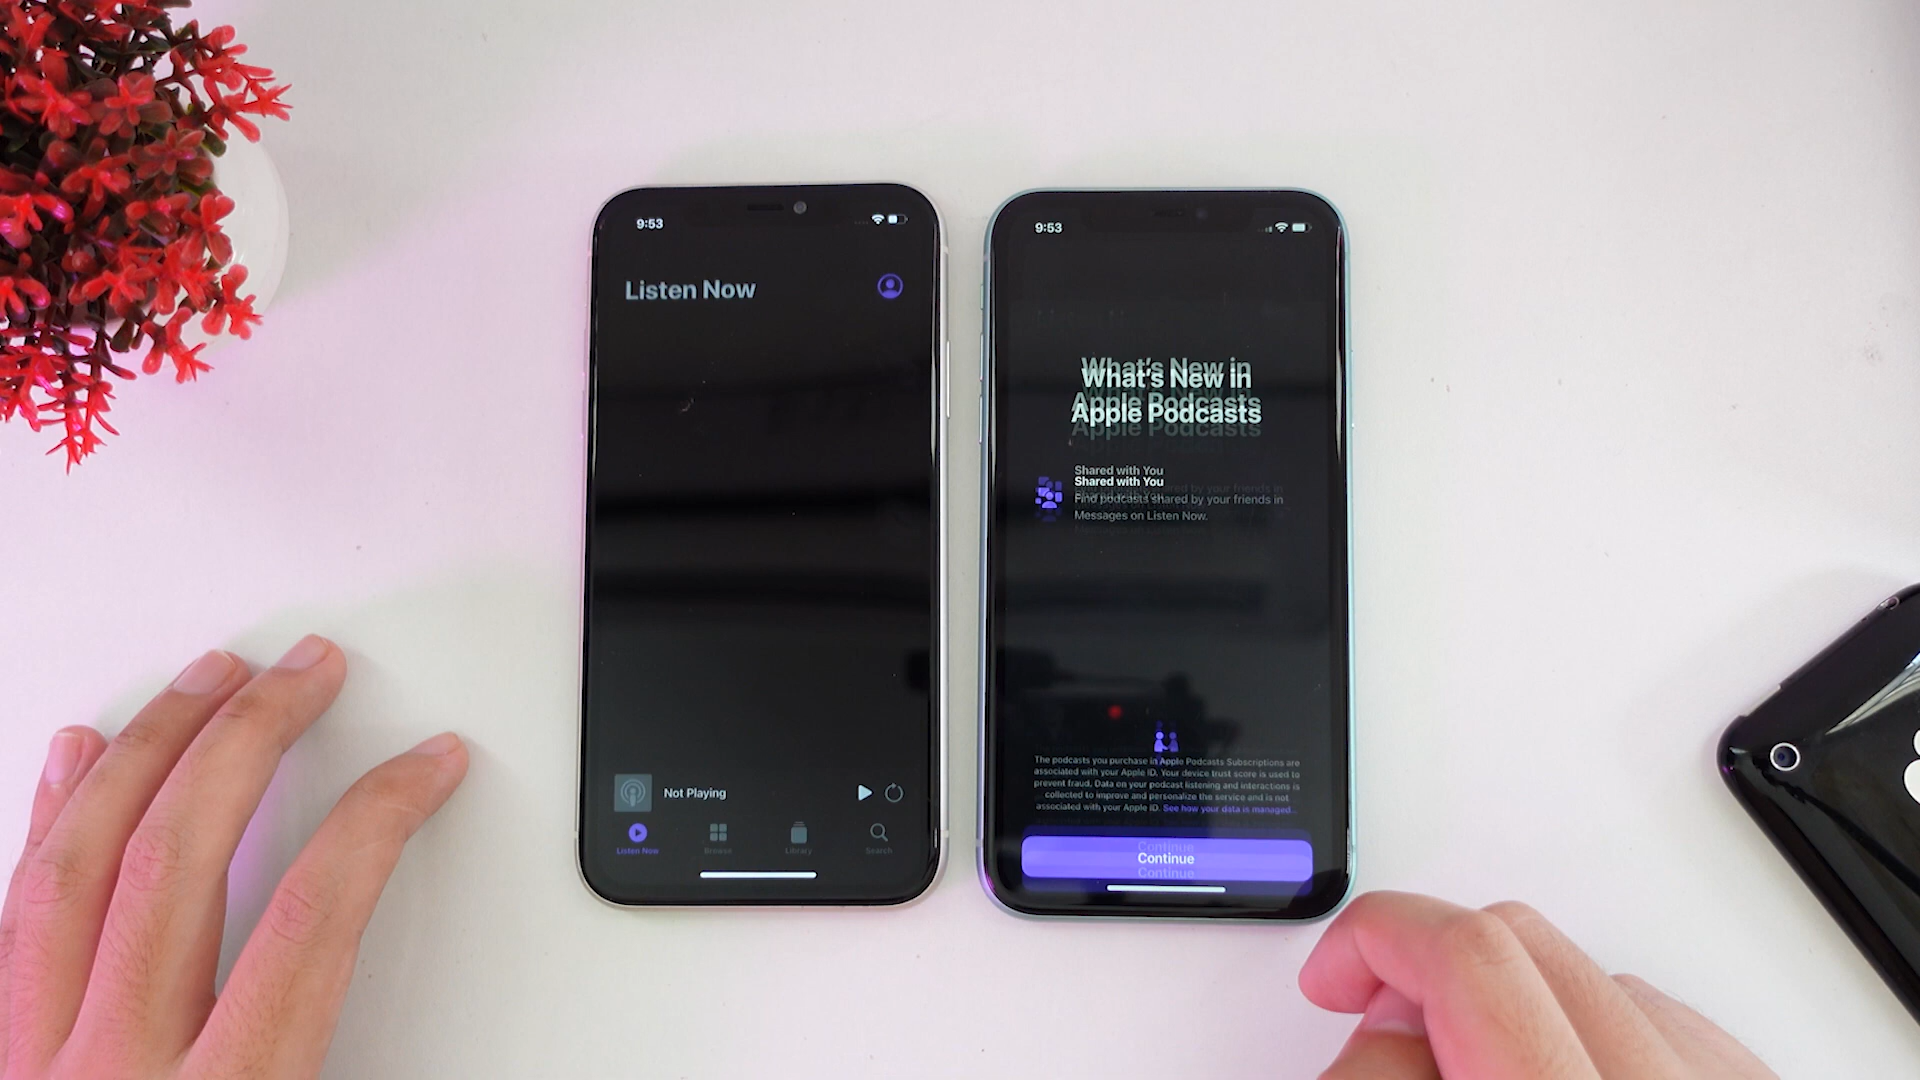 9:53
Listen Now
Not Playing
Listen Now
Browse
Library
Search
9:53
What's New in
Apple Podcasts
Shared with You
Find podcasts shared by your friends in
Messages on Listen Now.
The podcasts you purchase in Apple Podcasts Subscriptions are
associated with your Apple ID. Your device trust score is used to
prevent fraud. Data on your podcast listening and interactions is
collected to improve and personalize the service and is not
associated with your Apple ID. See how your data is managed...
Continue